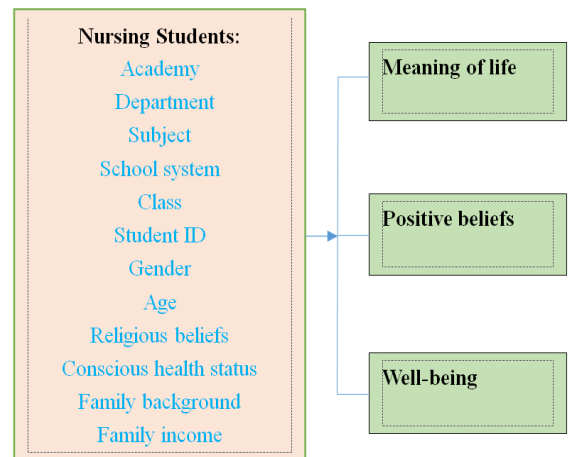 Nursing Students:
Academy
Department
Subject
School system
Class
Student ID
Gender
Age
Religious beliefs
Conscious health status
Family background
Family income
Meaning of life
Positive beliefs
Well-being